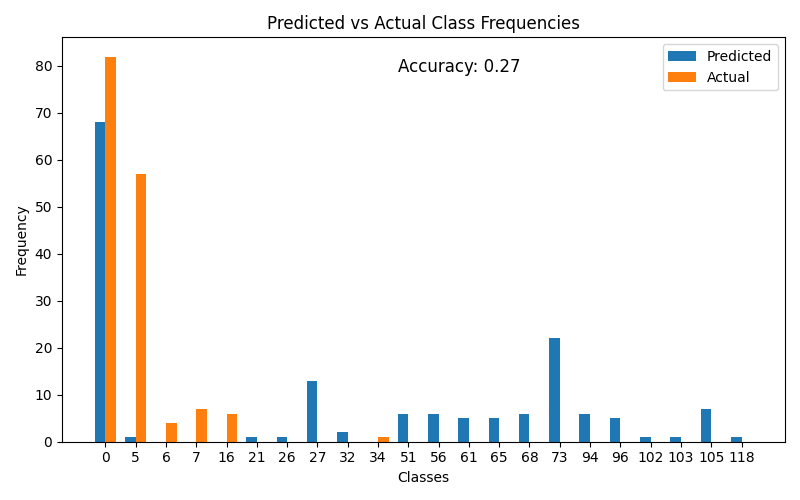 Predicted vs Actual Class Frequencies
Accuracy: 0.27
Predicted
Actual
80
70
60
50
40
30
20
10
0
Frequency
0 5 6 7 16 21 26 27 32 34 51 56 61 65 68 73 94 96 102 103 105 118
Classes